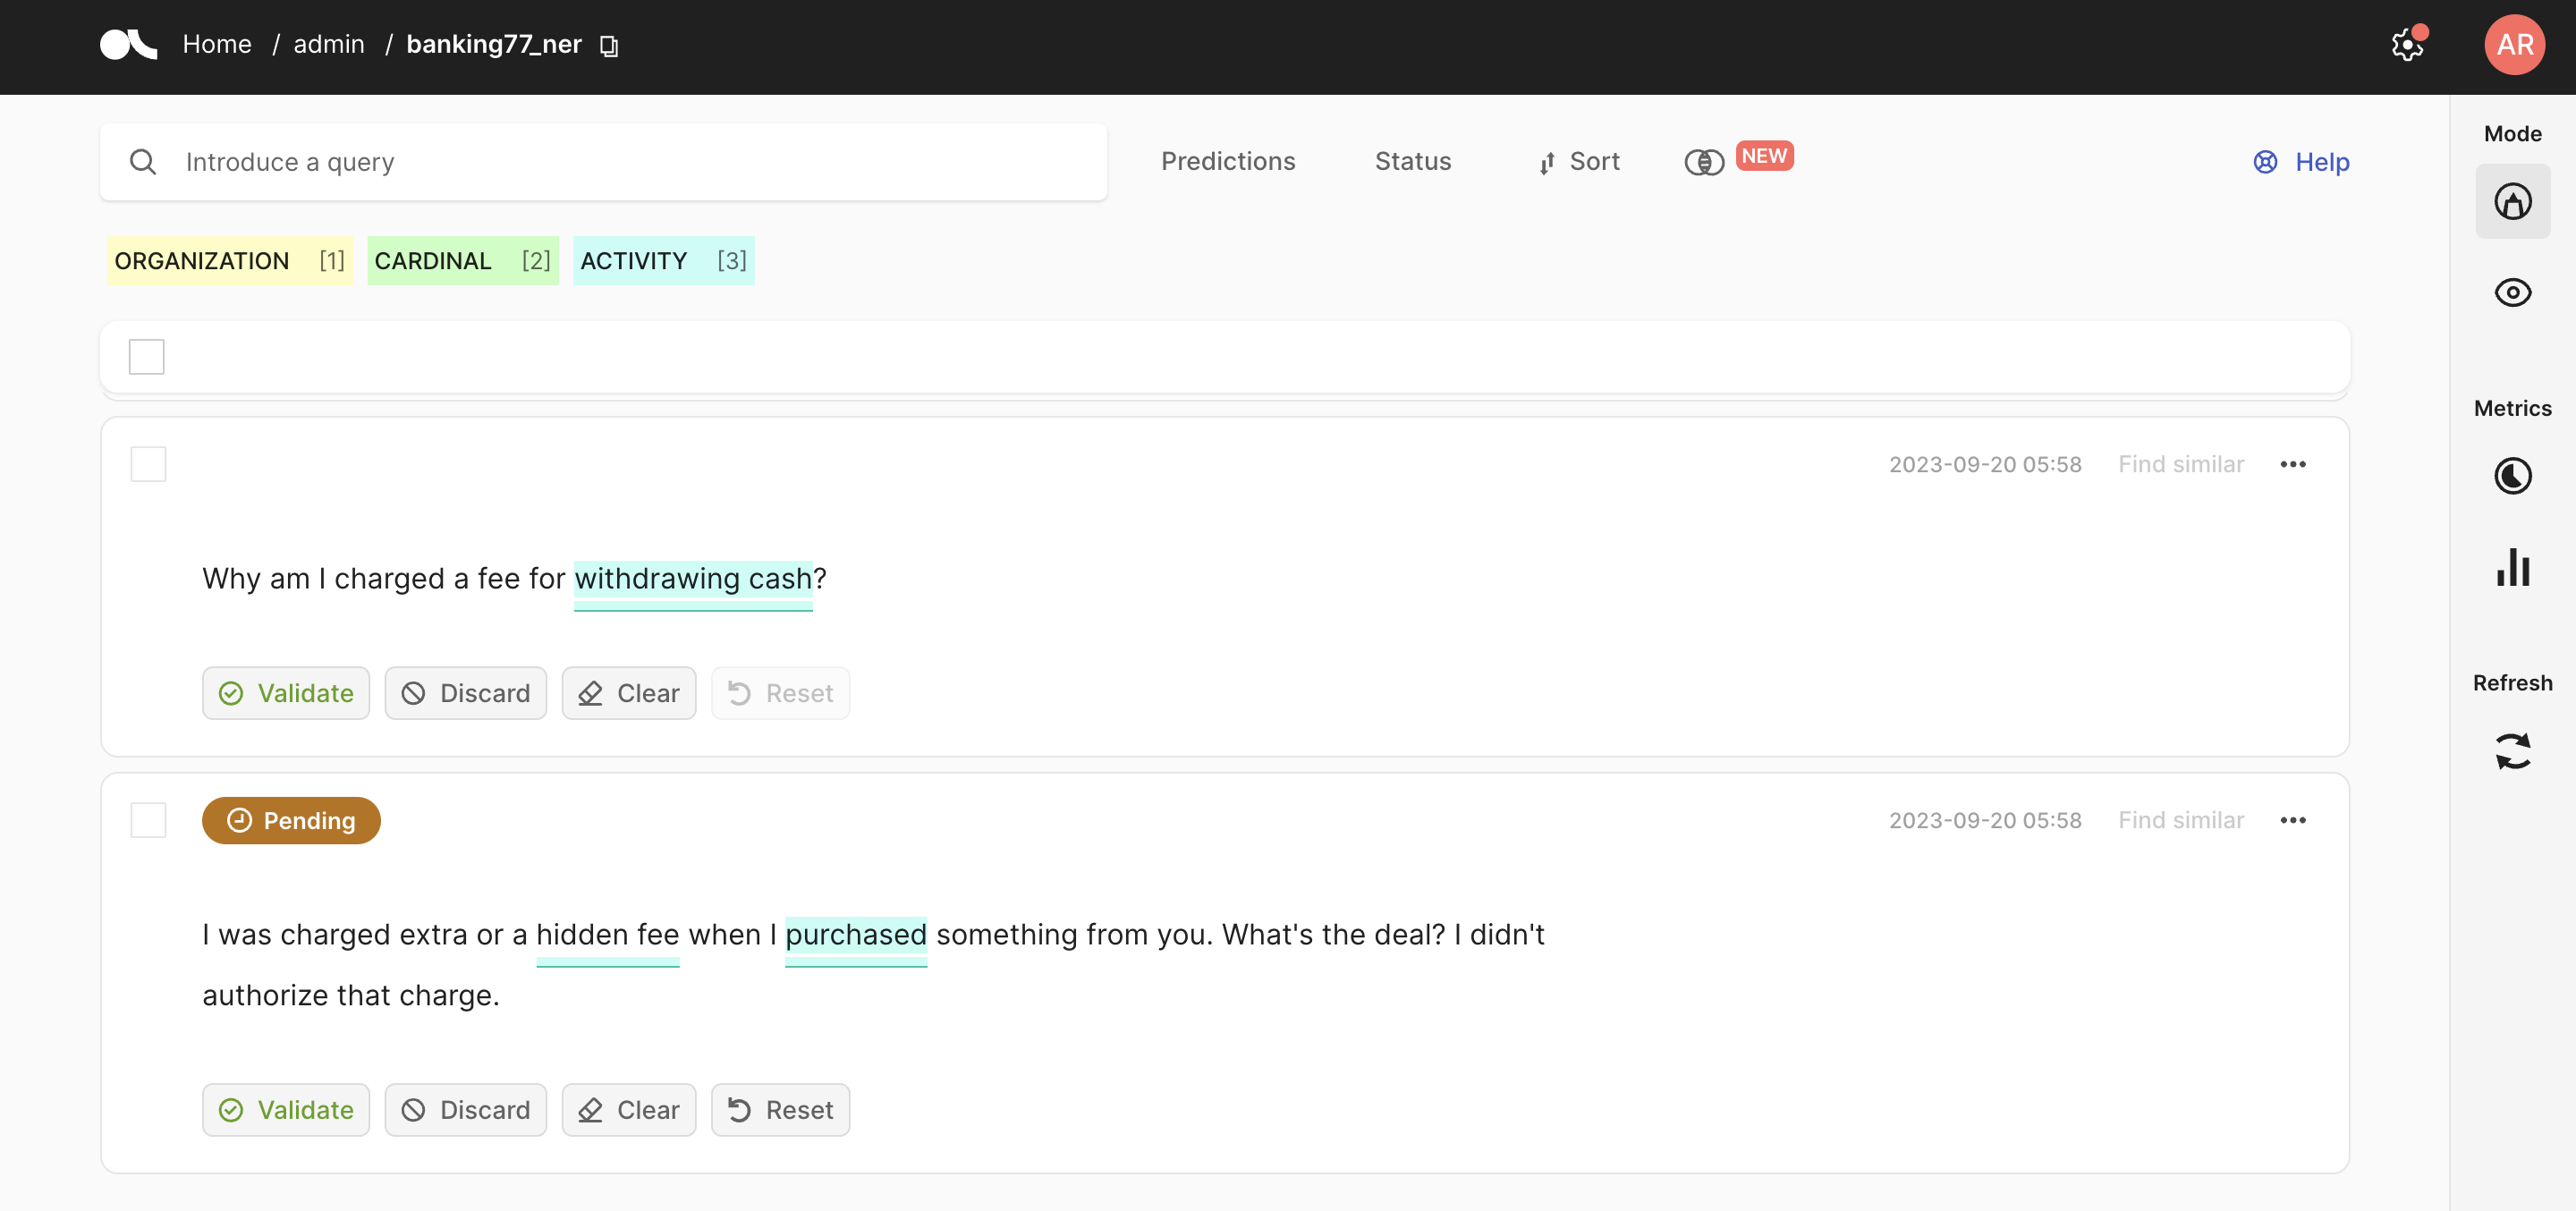 Home / admin / banking77_ner
AR
Introduce a query
Predictions
Status
Sort
NEW
Help
Mode
ORGANIZATION [1] CARDINAL [2] ACTIVITY [3]
Metrics
2023-09-20 05:58 Find similar
Why am I charged a fee for withdrawing cash?
Validate Discard Clear Reset
Refresh
Pending
2023-09-20 05:58 Find similar
I was charged extra or a hidden fee when I purchased something from you. What's the deal? I didn't
authorize that charge.
Validate Discard Clear Reset